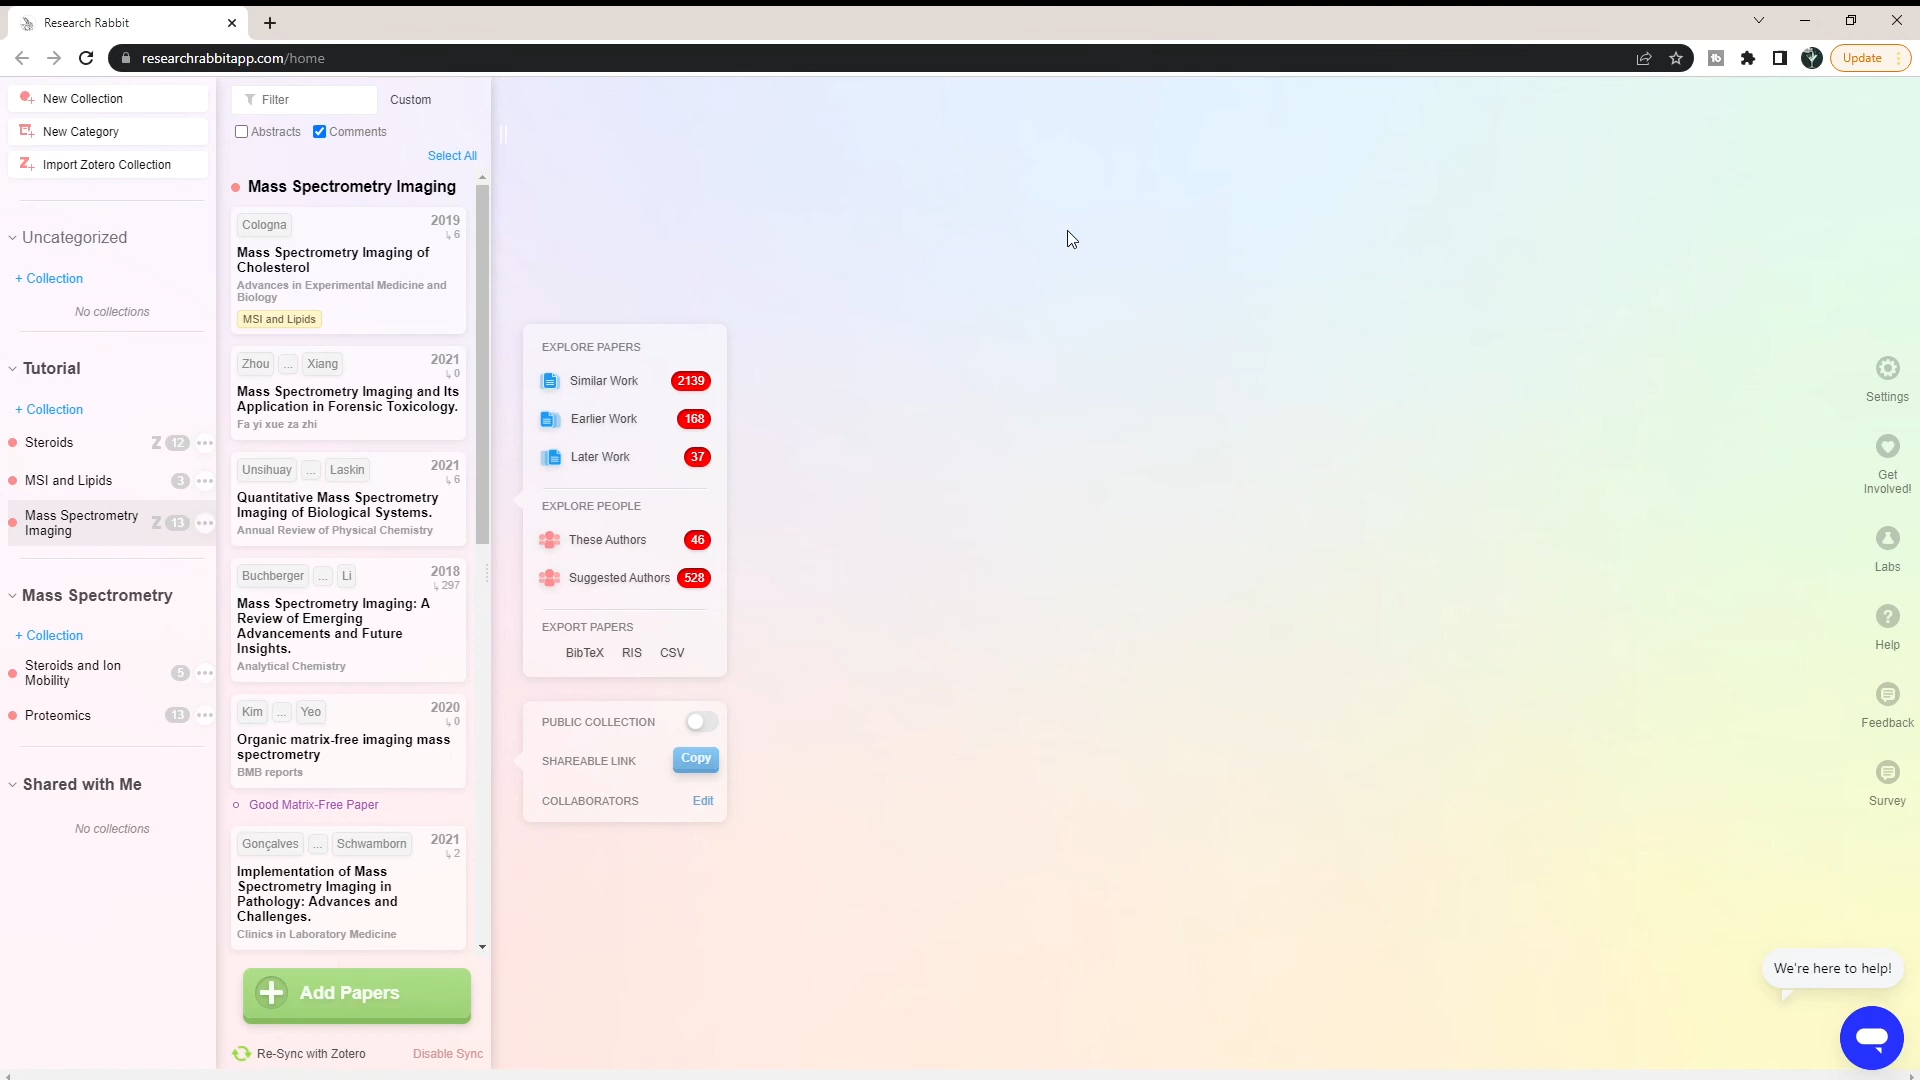 Research Rabbit
researchrabbitapp.com/home
Update
New Collection
New Category
Import Zotero Collection
Uncategorized
+ Collection
No collections
Tutorial
+ Collection
Steroids Z 12
MSI and Lipids 3
Mass Spectrometry
Imaging
Z 13
Mass Spectrometry
+ Collection
Steroids and Ion
Mobility
5
Proteomics 13
Shared with Me
No collections
Filter Custom
Abstracts Comments
Select All
Mass Spectrometry Imaging
Cologna 2019
6
Mass Spectrometry Imaging of
Cholesterol
Advances in Experimental Medicine and
Biology
MSI and Lipids
Zhou ... Xiang 2021
0
Mass Spectrometry Imaging and Its
Application in Forensic Toxicology.
Fa yi xue za zhi
Unsihuay ... Laskin 2021
6
Quantitative Mass Spectrometry
Imaging of Biological Systems.
Annual Review of Physical Chemistry
Buchberger ... Li 2018
297
Mass Spectrometry Imaging: A
Review of Emerging
Advancements and Future
Insights.
Analytical Chemistry
Kim ... Yeo 2020
0
Organic matrix-free imaging mass
spectrometry
BMB reports
Good Matrix-Free Paper
Gonçalves ... Schwamborn 2021
2
Implementation of Mass
Spectrometry Imaging in
Pathology: Advances and
Challenges.
Clinics in Laboratory Medicine
Add Papers
Re-Sync with Zotero Disable Sync
EXPLORE PAPERS
Similar Work 2139
Earlier Work 168
Later Work 37
EXPLORE PEOPLE
These Authors 46
Suggested Authors 528
EXPORT PAPERS
BibTeX RIS CSV
PUBLIC COLLECTION
SHAREABLE LINK Copy
COLLABORATORS Edit
Settings
Get
Involved!
Labs
Help
Feedback
Survey
We're here to help!